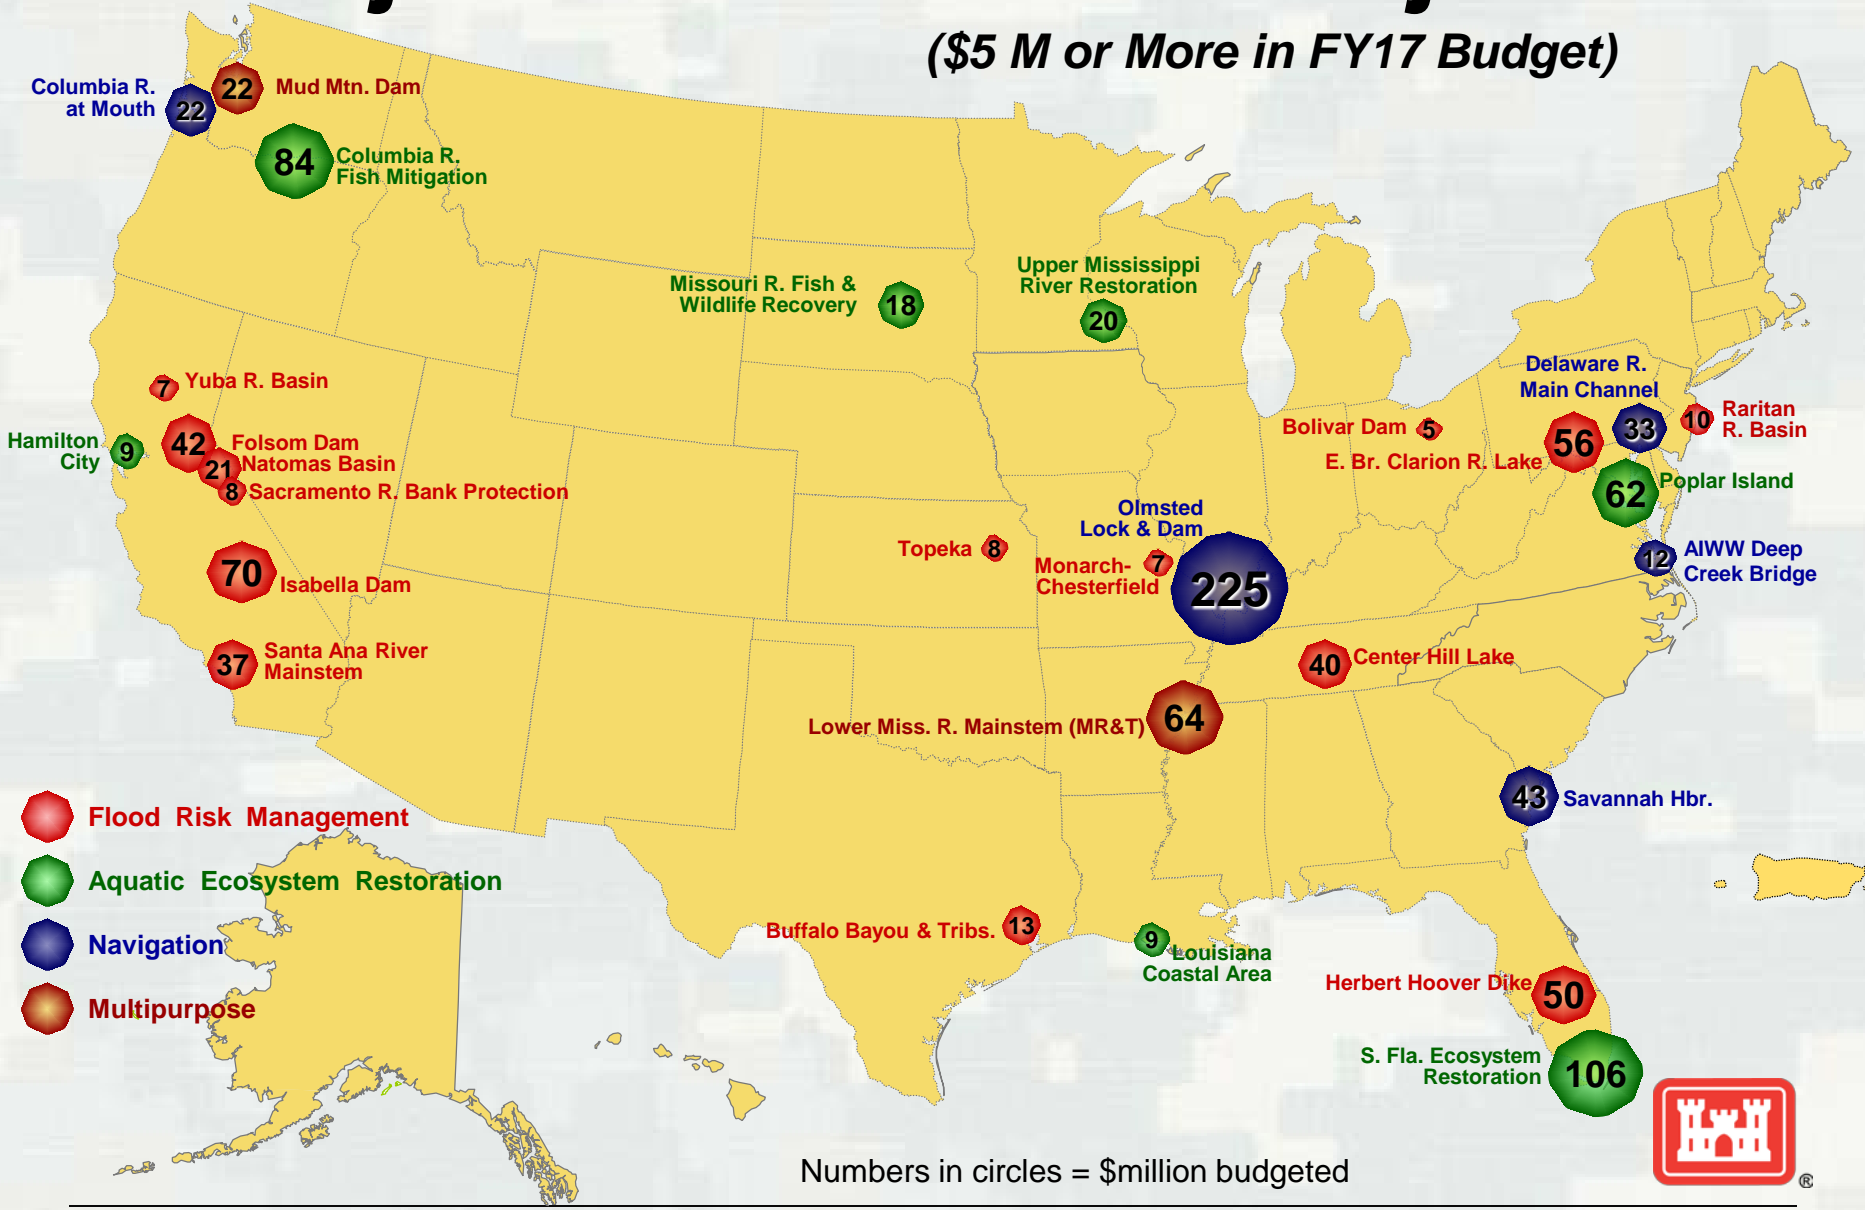 ($5 M or More in FY17 Budget)
Columbia R.
at Mouth
22
22
Mud Mtn. Dam
84
Columbia R.
Fish Mitigation
Missouri R. Fish &
Wildlife Recovery
18
Upper Mississippi
River Restoration
20
7
Yuba R. Basin
Hamilton
City
9
42
Folsom Dam
21
Natomas Basin
8
Sacramento R. Bank Protection
70
Isabella Dam
37
Santa Ana River
Mainstem
Delaware R.
Main Channel
33
10
Raritan
R. Basin
Bolivar Dam
5
E. Br. Clarion R. Lake
56
62
Poplar Island
12
AIWW Deep
Creek Bridge
Olmsted
Lock & Dam
225
Topeka
8
Monarch-
Chesterfield
7
40
Center Hill Lake
Lower Miss. R. Mainstem (MR&T)
64
43
Savannah Hbr.
Flood Risk Management
Aquatic Ecosystem Restoration
Navigation
Multipurpose
Buffalo Bayou & Tribs.
13
9
Louisiana
Coastal Area
Herbert Hoover Dike
50
S. Fla. Ecosystem
Restoration
106
Numbers in circles = $million budgeted
®